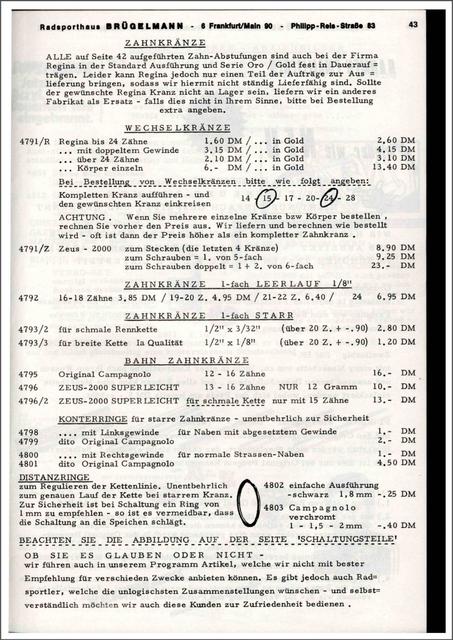 Radsporthaus BRÜGELMANN - 6 Frankfurt/Main 90 - Philipp-Reis-Straße 83 43
ZAHNKRÄNZE
ALLE auf Seite 42 aufgeführten Zahn-Abstufungen sind auch bei der Firma
Regina in der Standard Ausführung und Serie Oro / Gold fest in Dauerauf =
trägen. Leider kann Regina jedoch nur einen Teil der Aufträge zur Aus =
lieferung bringen, sodass wir hiermit nicht ständig Lieferfähig sind. Sollte
der gewünschte Regina Kranz nicht an Lager sein, liefern wir ein anderes
Fabrikat als Ersatz - falls dies nicht in Ihrem Sinne, bitte bei Bestellung
extra angeben.
WECHSELKRÄNZE
4791/R Regina bis 24 Zähne 1,60 DM / ... in Gold 2,60 DM
... mit doppeltem Gewinde 3,15 DM / ... in Gold 4,15 DM
... über 24 Zähne 2,10 DM / ... in Gold 3,10 DM
... Körper einzeln 6,- DM / ... in Gold 13,40 DM
Bei Bestellung von Wechselkränzen bitte wie folgt angeben:
Kompletten Kranz aufführen - und
den gewünschten Kranz einkreisen 14 - 15 - 17 - 20 - 24 - 28
ACHTUNG . Wenn Sie mehrere einzelne Kränze bzw Körper bestellen ,
rechnen Sie vorher den Preis aus. Wir liefern und berechnen wie bestellt
wird - oft ist dann der Preis höher als ein kompletter Zahnkranz .
4791/Z Zeus - 2000 zum Stecken (die letzten 4 Kränze) 8,90 DM
zum Schrauben = 1. von 5-fach 9,25 DM
zum Schrauben doppelt = 1 + 2. von 6-fach 23,- DM
ZAHNKRÄNZE 1-fach LEERLAUF 1/8"
4792 16-18 Zähne 3,85 DM / 19-20 Z. 4,95 DM / 21-22 Z. 6,40 / 24 6,95 DM
ZAHNKRÄNZE 1-fach STARR
4793/2 für schmale Rennkette 1/2" x 3/32" (über 20 Z. + -.90) 2,80 DM
4793/3 für breite Kette Ia Qualität 1/2" x 1/8" (über 20 Z. + -.90) 1,20 DM
BAHN ZAHNKRÄNZE
4795 Original Campagnolo 12 - 16 Zähne 16.- DM
4796 ZEUS-2000 SUPERLEICHT 13 - 16 Zähne NUR 12 Gramm 10.- DM
4796/2 ZEUS-2000 SUPERLEICHT für schmale Kette nur mit 15 Zähne 13.- DM
KONTERRINGE für starre Zahnkränze - unentbehrlich zur Sicherheit
4798 .... mit Linksgewinde für Naben mit abgesetztem Gewinde 1.- DM
4799 dito Original Campagnolo 2.- DM
4800 .... mit Rechtsgewinde für normale Strassen-Naben 1.- DM
4801 dito Original Campagnolo 4.50 DM
DISTANZRINGE
zum Regulieren der Kettenlinie. Unentbehrlich
zum genauen Lauf der Kette bei starrem Kranz.
Zur Sicherheit ist bei Schaltung ein Ring von
1 mm zu empfehlen - so ist es vermeidbar, dass
die Schaltung an die Speichen schlägt.
4802 einfache Ausführung
-schwarz 1,8 mm -.25 DM
4803 Campagnolo
verchromt
1 - 1,5 - 2 mm -.40 DM
BEACHTEN SIE DIE ABBILDUNG AUF DER SEITE 'SCHALTUNGSTEILE'
OB SIE ES GLAUBEN ODER NICHT -
wir führen auch in unserem Programm Artikel, welche wir nicht mit bester
Empfehlung für verschieden Zwecke anbieten können. Es gibt jedoch auch Rad=
sportler, welche die unlogischsten Zusammenstellungen wünschen - und selbst=
verständlich möchten wir auch diese Kunden zur Zufriedenheit bedienen .